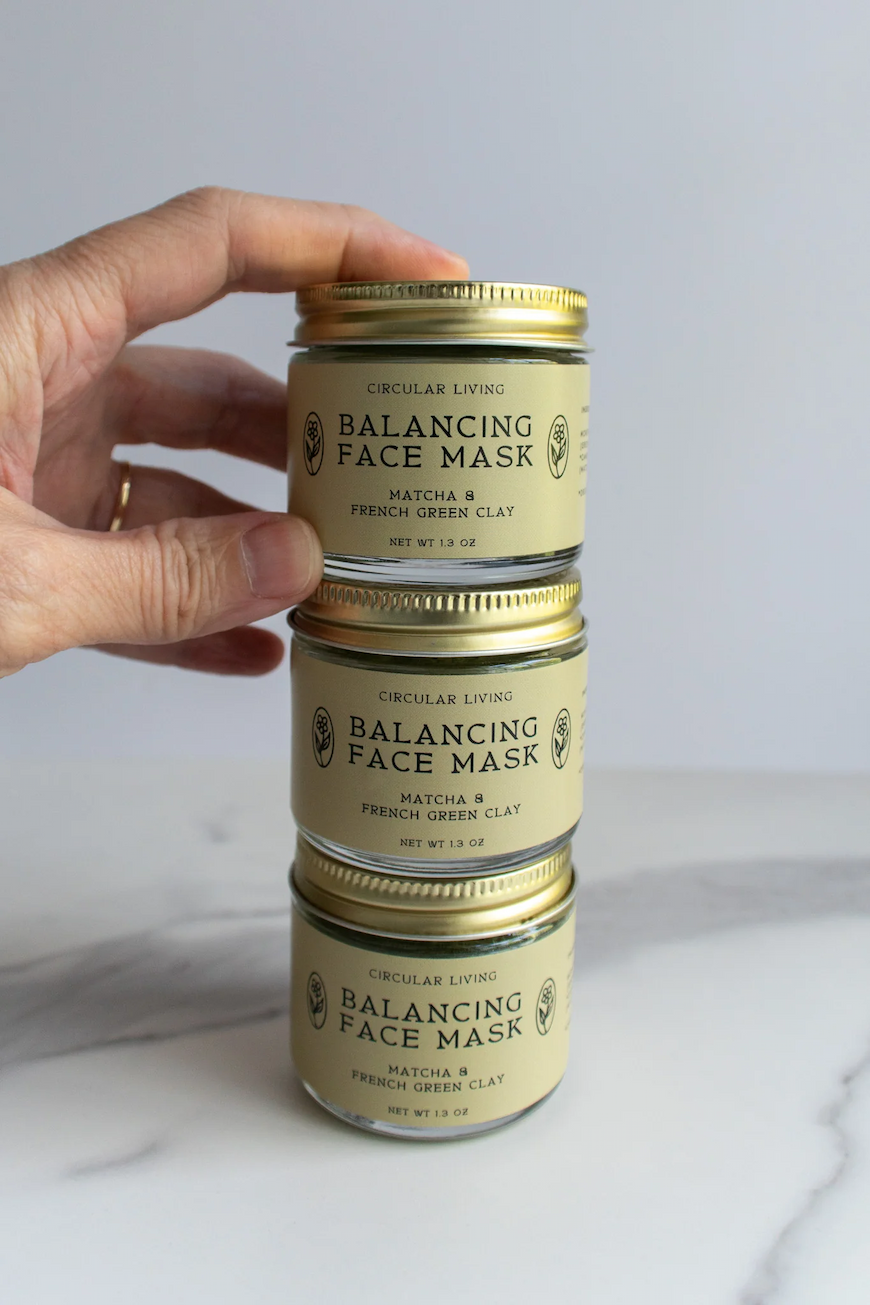 CIRCULAR LIVING
BALANCING
FACE MASK
MATCHA &
FRENCH GREEN CLAY
NET WT 1.3 OZ
CIRCULAR LIVING
BALANCING
FACE MASK
MATCHA &
FRENCH GREEN CLAY
NET WT 1.3 OZ
CIRCULAR LIVING
BALANCING
FACE MASK
MATCHA &
FRENCH GREEN CLAY
NET WT 1.3 OZ